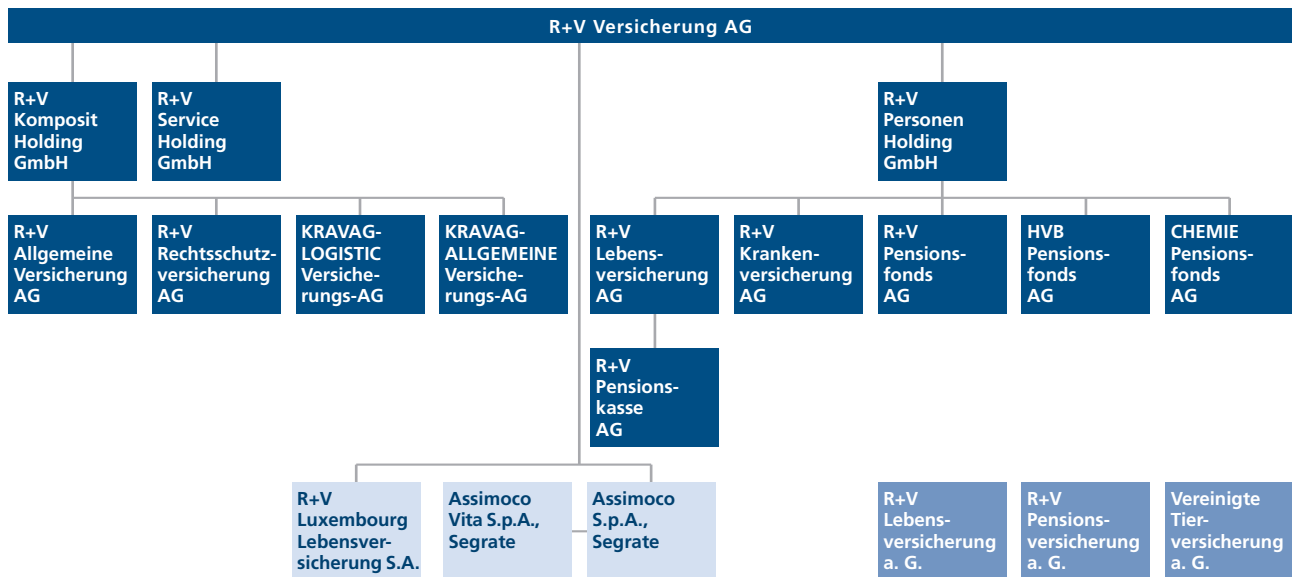 R+V Versicherung AG
R+V
Komposit
Holding
GmbH
R+V
Service
Holding
GmbH
R+V
Personen
Holding
GmbH
R+V
Allgemeine
Versicherung
AG
R+V
Rechtsschutz-
versicherung
AG
KRAVAG-
LOGISTIC
Versiche-
rungs-AG
KRAVAG-
ALLGEMEINE
Versiche-
rungs-AG
R+V
Lebens-
versicherung
AG
R+V
Kranken-
versicherung
AG
R+V
Pensions-
fonds
AG
HVB
Pensions-
fonds
AG
CHEMIE
Pensions-
fonds
AG
R+V
Pensions-
kasse
AG
R+V
Luxembourg
Lebensver-
sicherung S.A.
Assimoco
Vita S.p.A.,
Segrate
Assimoco
S.p.A.,
Segrate
R+V
Lebens-
versicherung
a. G.
R+V
Pensions-
versicherung
a. G.
Vereinigte
Tier-
versicherung
a. G.